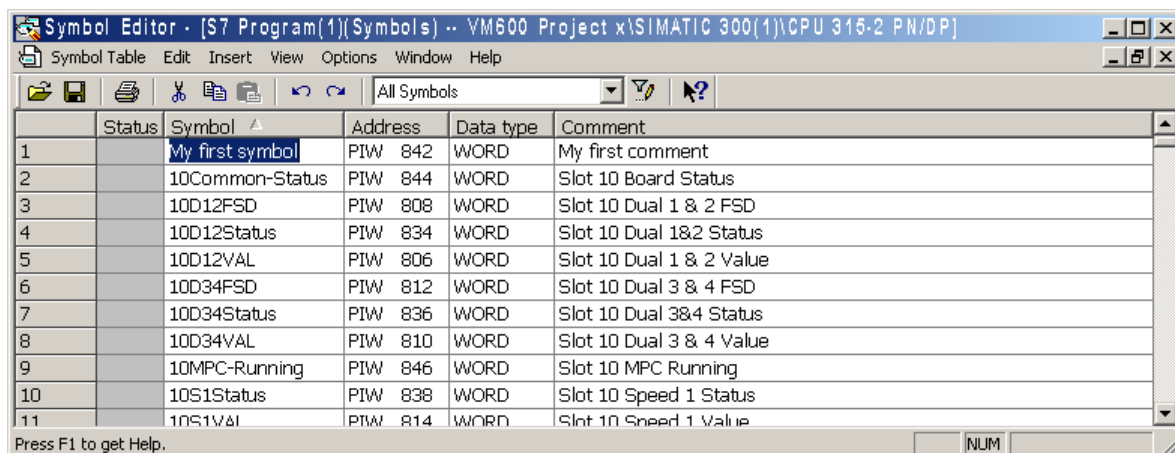 Symbol Editor - [S7 Program(1)(Symbols) -- VM600 Project x\SIMATIC 300(1)\CPU 315-2 PN/DP]
Symbol Table Edit Insert View Options Window Help
All Symbols
Status Symbol Address Data type Comment
1 My first symbol PIW 842 WORD My first comment
2 10Common-Status PIW 844 WORD Slot 10 Board Status
3 10D12FSD PIW 808 WORD Slot 10 Dual 1 & 2 FSD
4 10D12Status PIW 834 WORD Slot 10 Dual 1&2 Status
5 10D12VAL PIW 806 WORD Slot 10 Dual 1 & 2 Value
6 10D34FSD PIW 812 WORD Slot 10 Dual 3 & 4 FSD
7 10D34Status PIW 836 WORD Slot 10 Dual 3&4 Status
8 10D34VAL PIW 810 WORD Slot 10 Dual 3 & 4 Value
9 10MPC-Running PIW 846 WORD Slot 10 MPC Running
10 10S1Status PIW 838 WORD Slot 10 Speed 1 Status
11 10S1VAL PIW 814 WORD Slot 10 Speed 1 Value
Press F1 to get Help. NUM